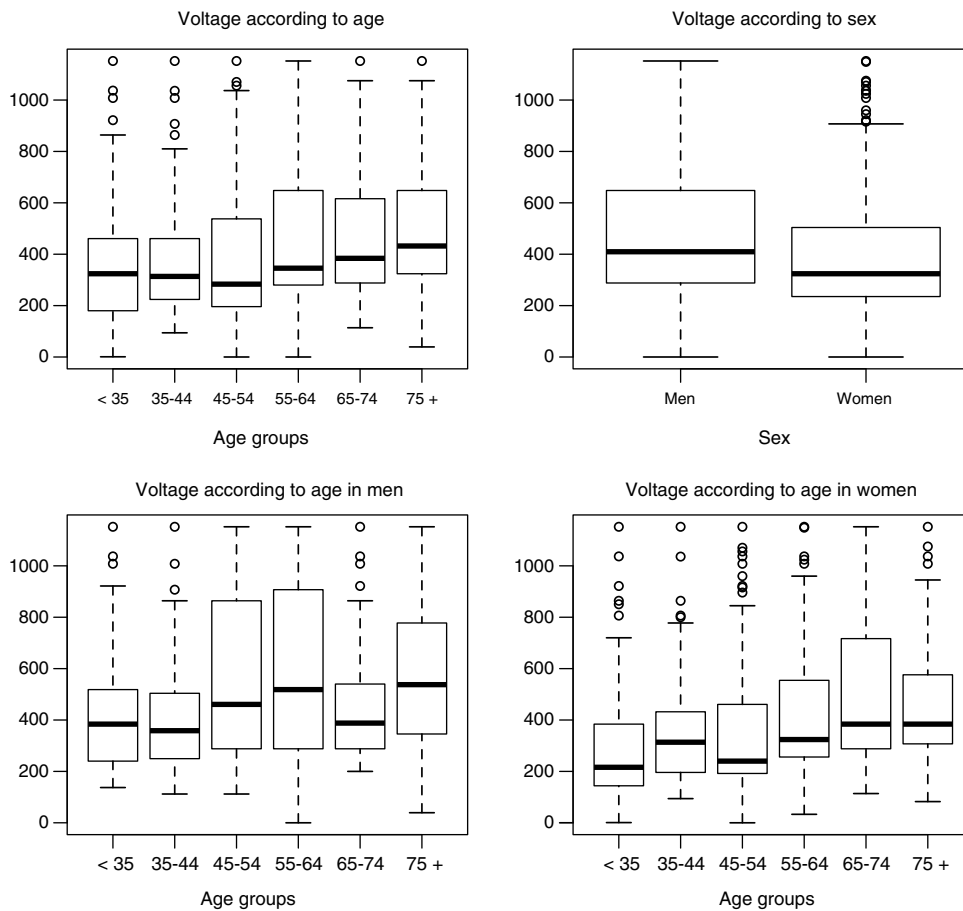 Voltage according to age
1000
800
600
400
200
0
< 35 35-44 45-54 55-64 65-74 75 +
Age groups
Voltage according to sex
1000
800
600
400
200
0
Men Women
Sex
Voltage according to age in men
1000
800
600
400
200
0
< 35 35-44 45-54 55-64 65-74 75 +
Age groups
Voltage according to age in women
1000
800
600
400
200
0
< 35 35-44 45-54 55-64 65-74 75 +
Age groups